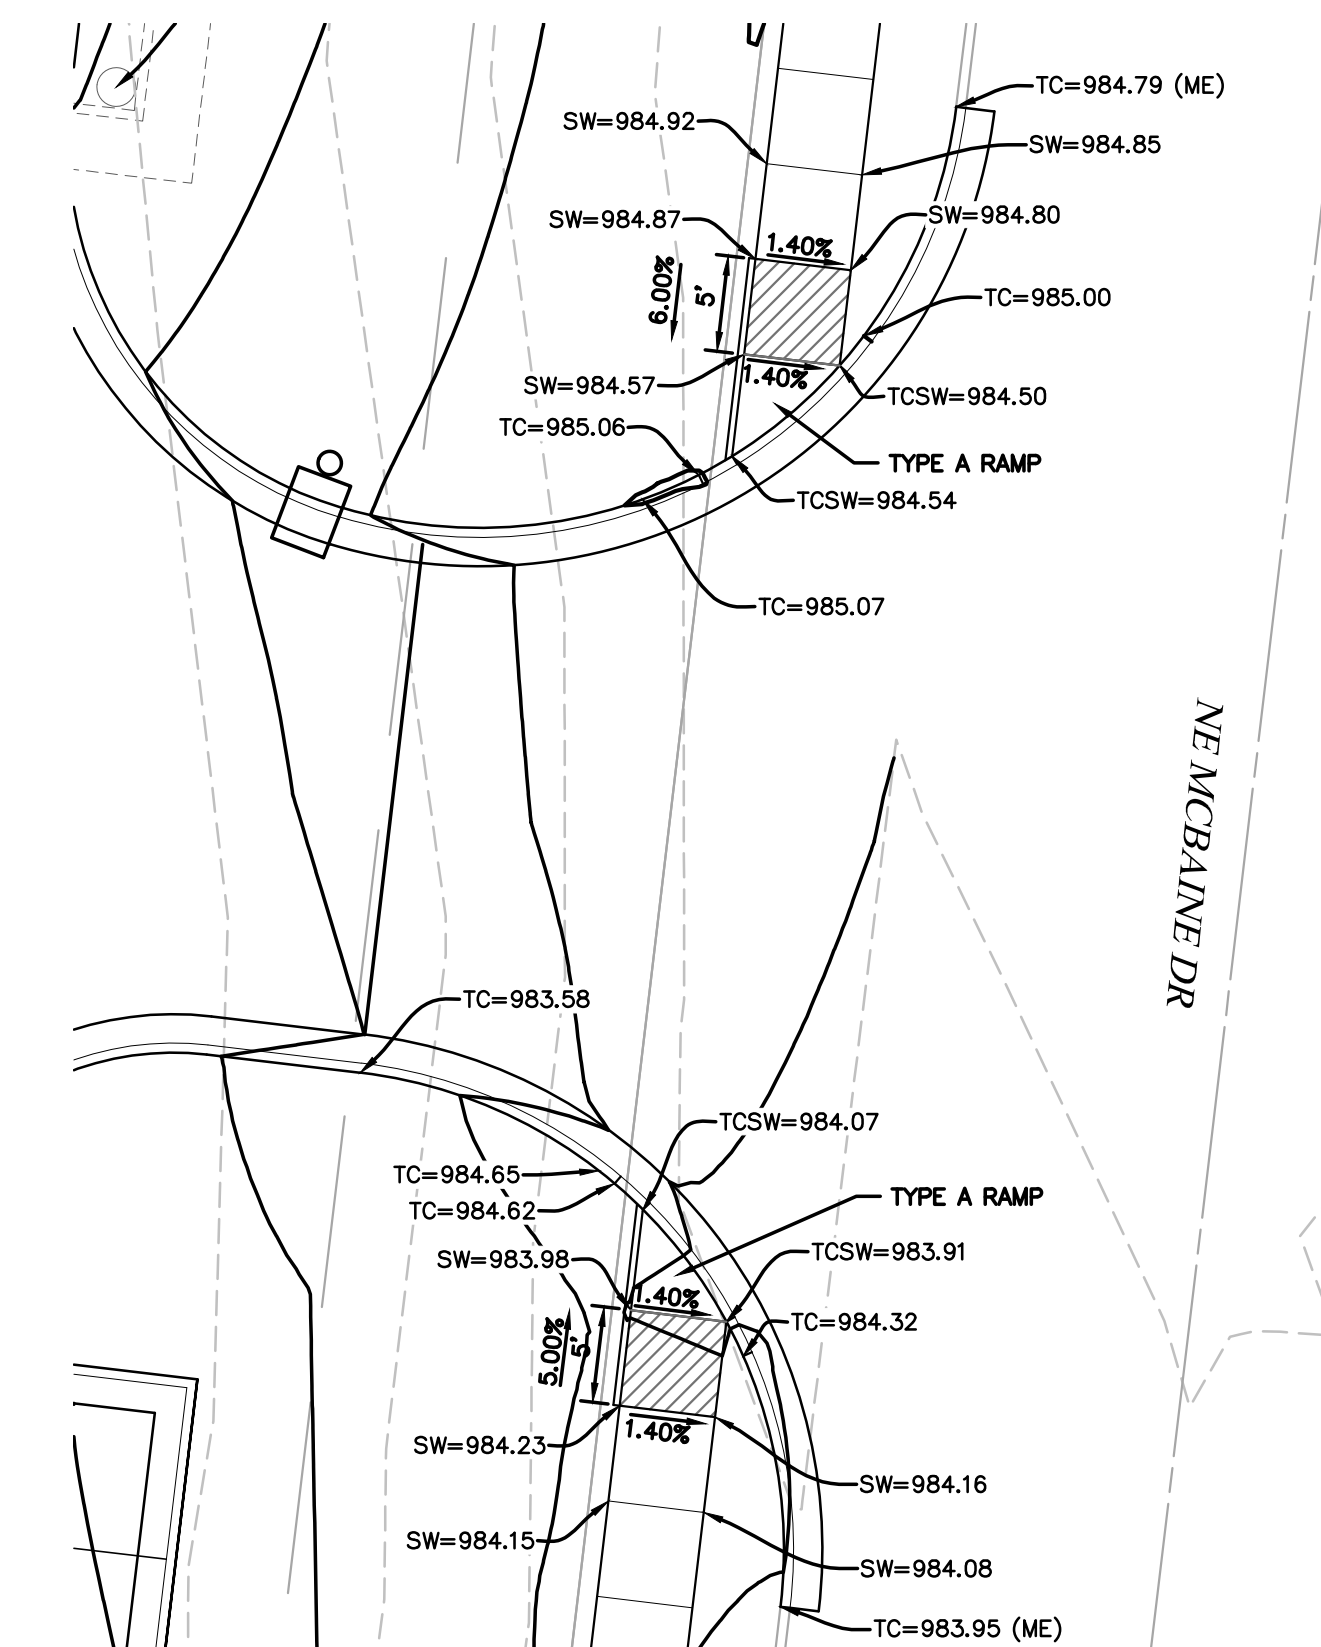 TC=984.79 (ME)
SW=984.92
SW=984.85
SW=984.87
SW=984.80
1.40%
6.00%
5'
TC=985.00
SW=984.57
1.40%
TCSW=984.50
TC=985.06
TYPE A RAMP
TCSW=984.54
TC=985.07
NE MCBAINE DR
TC=983.58
TCSW=984.07
TC=984.65
TYPE A RAMP
TC=984.62
TCSW=983.91
SW=983.98
1.40%
TC=984.32
5.00%
5'
1.40%
SW=984.23
SW=984.16
SW=984.15
SW=984.08
TC=983.95 (ME)